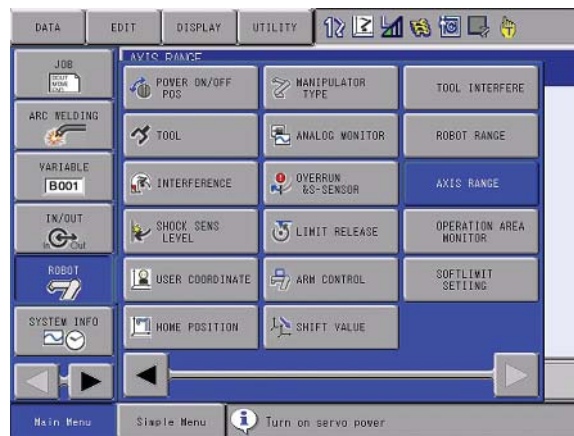 DATA
EDIT
DISPLAY
UTILITY
JOB
AXIS RANGE
POWER ON/OFF
POS
MANIPULATOR
TYPE
TOOL INTERFERE
ARC WELDING
TOOL
ANALOG MONITOR
ROBOT RANGE
VARIABLE
B001
INTERFERENCE
OVERRUN
&S-SENSOR
AXIS RANGE
IN/OUT
In Out
SHOCK SENS
LEVEL
LIMIT RELEASE
OPERATION AREA
MONITOR
ROBOT
USER COORDINATE
ARM CONTROL
SOFTLIMIT
SETIING
SYSTEM INFO
HOME POSITION
SHIFT VALUE
Main Menu
Simple Menu
Turn on servo power